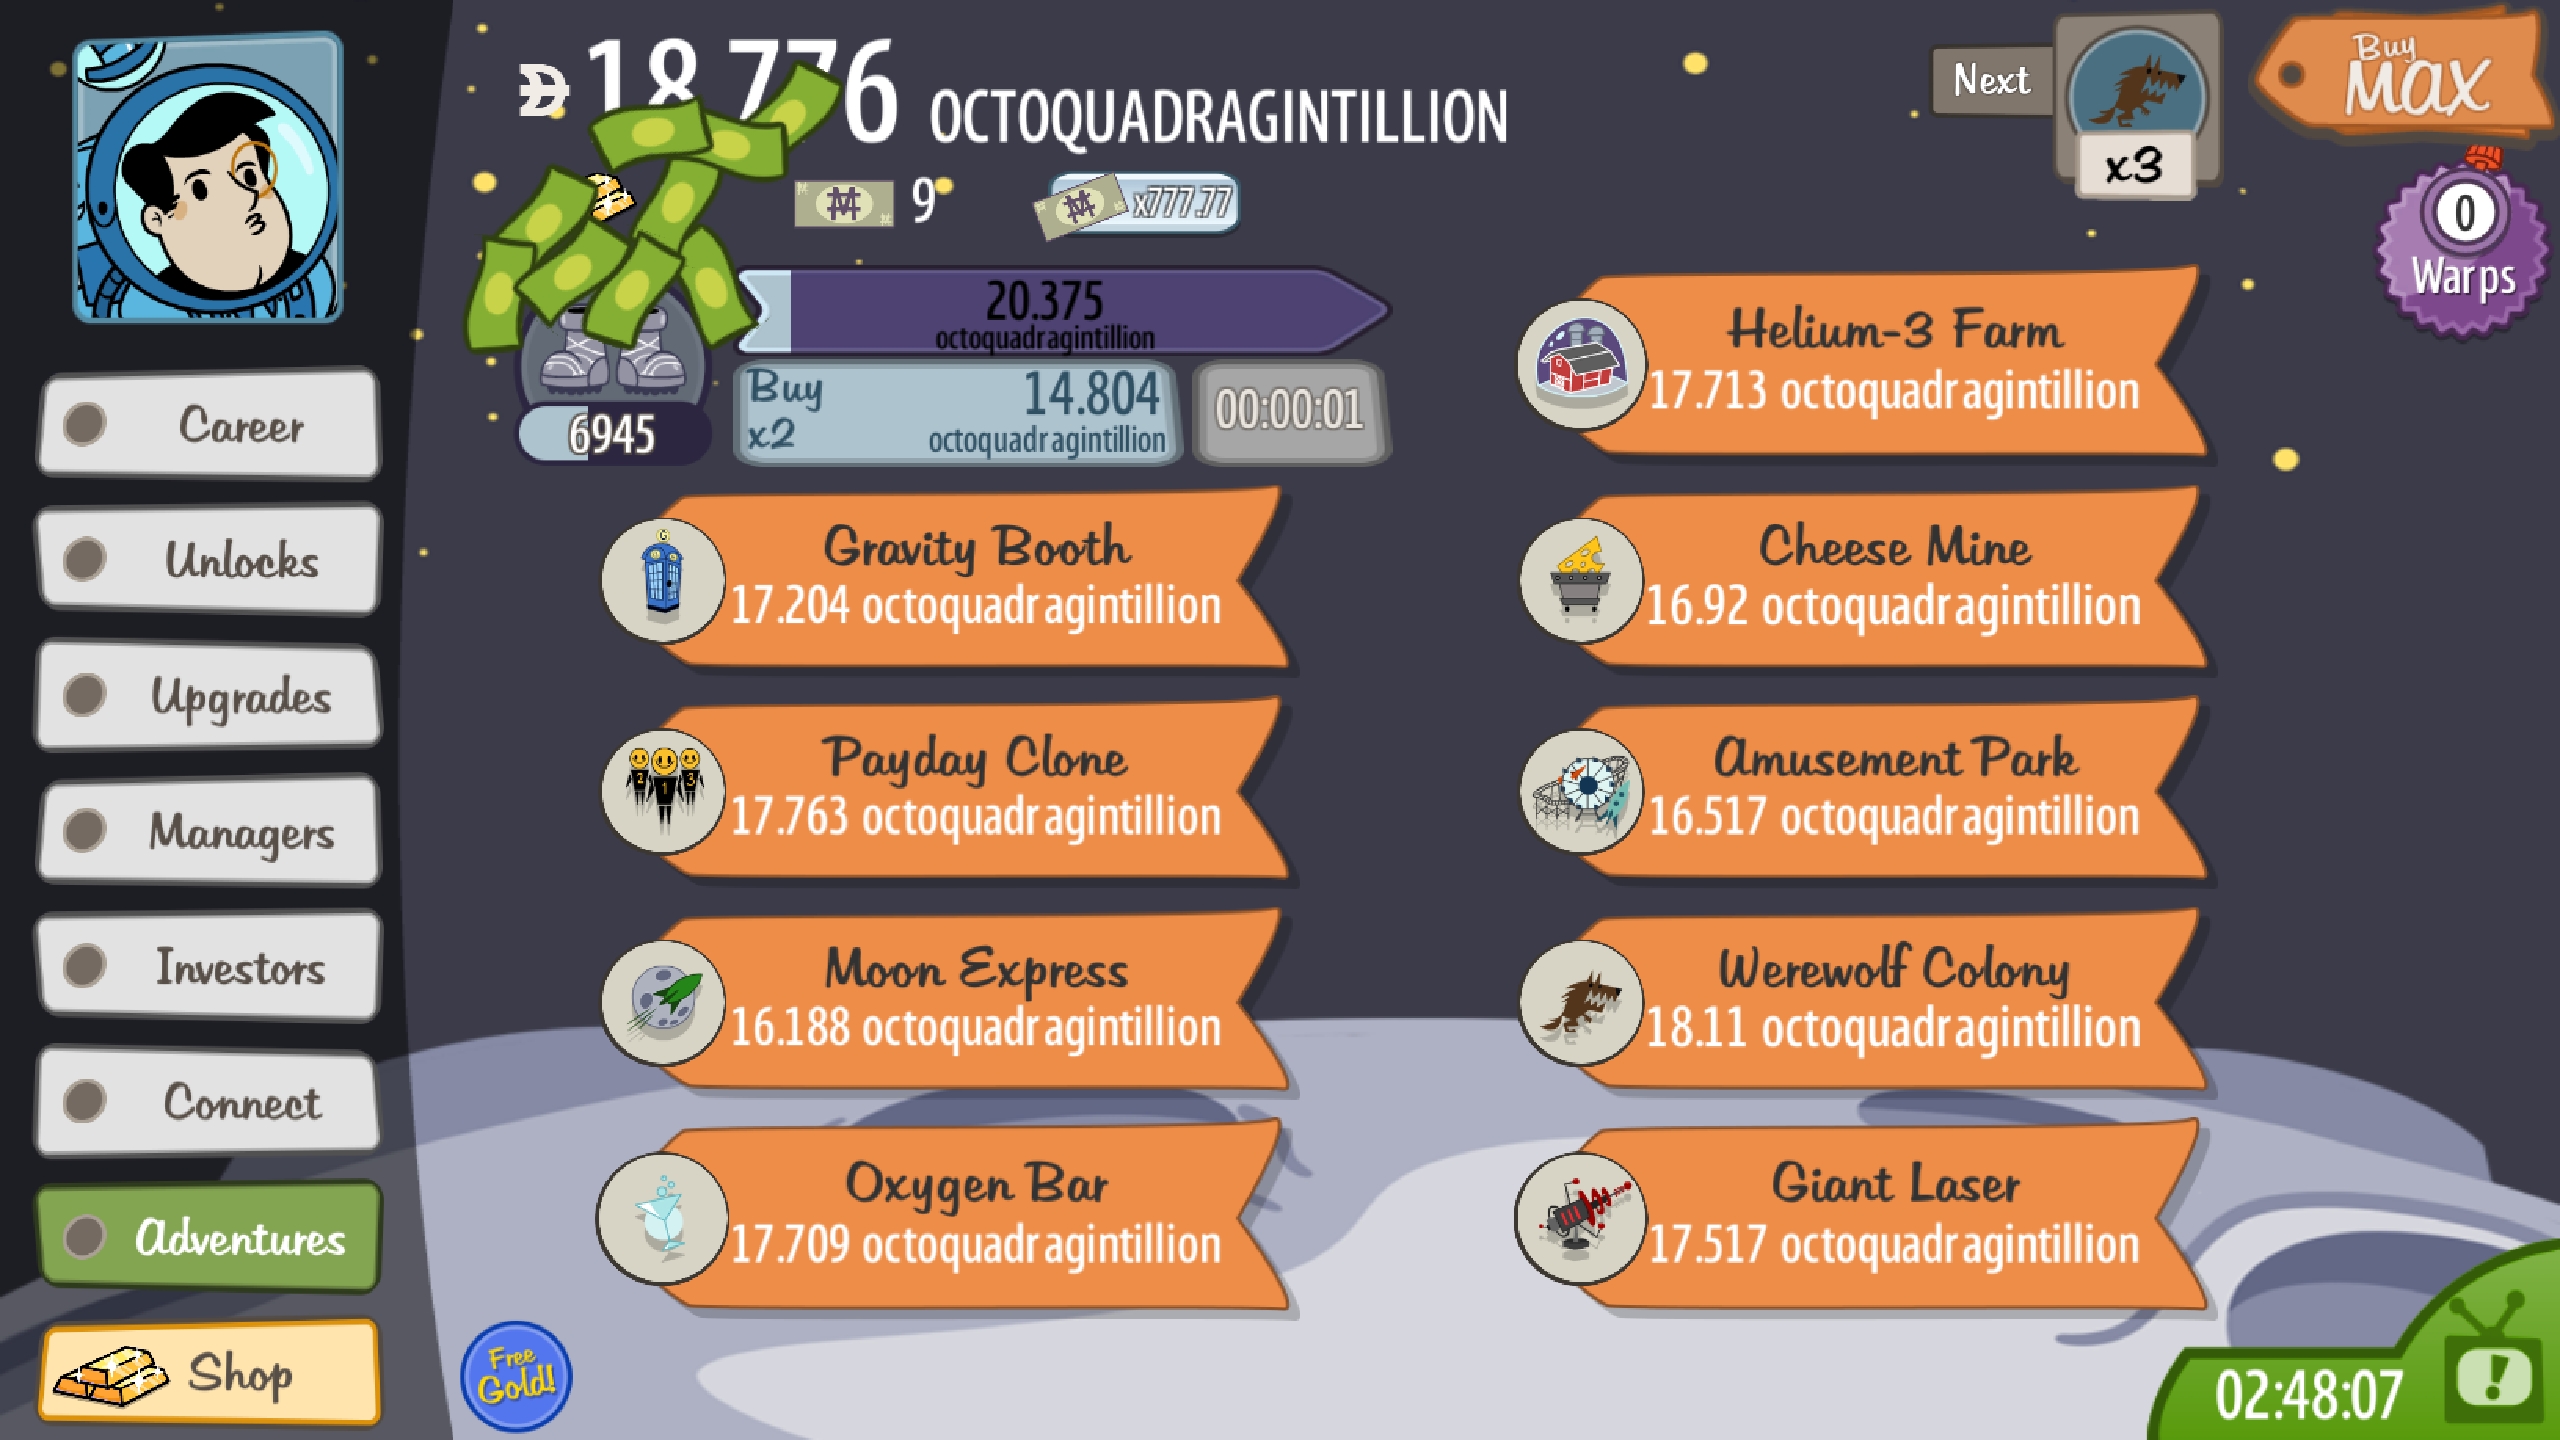 18.776 OCTOQUADRAGINTILLION
Next
x3
Buy
MAX
9
x777.77
0
Warps
20.375
octoquadragintillion
Buy
x2
14.804
octoquadragintillion
00:00:01
6945
Helium-3 Farm
17.713 octoquadragintillion
Gravity Booth
17.204 octoquadragintillion
Cheese Mine
16.92 octoquadragintillion
Payday Clone
17.763 octoquadragintillion
Amusement Park
16.517 octoquadragintillion
Moon Express
16.188 octoquadragintillion
Werewolf Colony
18.11 octoquadragintillion
Oxygen Bar
17.709 octoquadragintillion
Giant Laser
17.517 octoquadragintillion
Career
Unlocks
Upgrades
Managers
Investors
Connect
Adventures
Shop
Free
Gold!
02:48:07